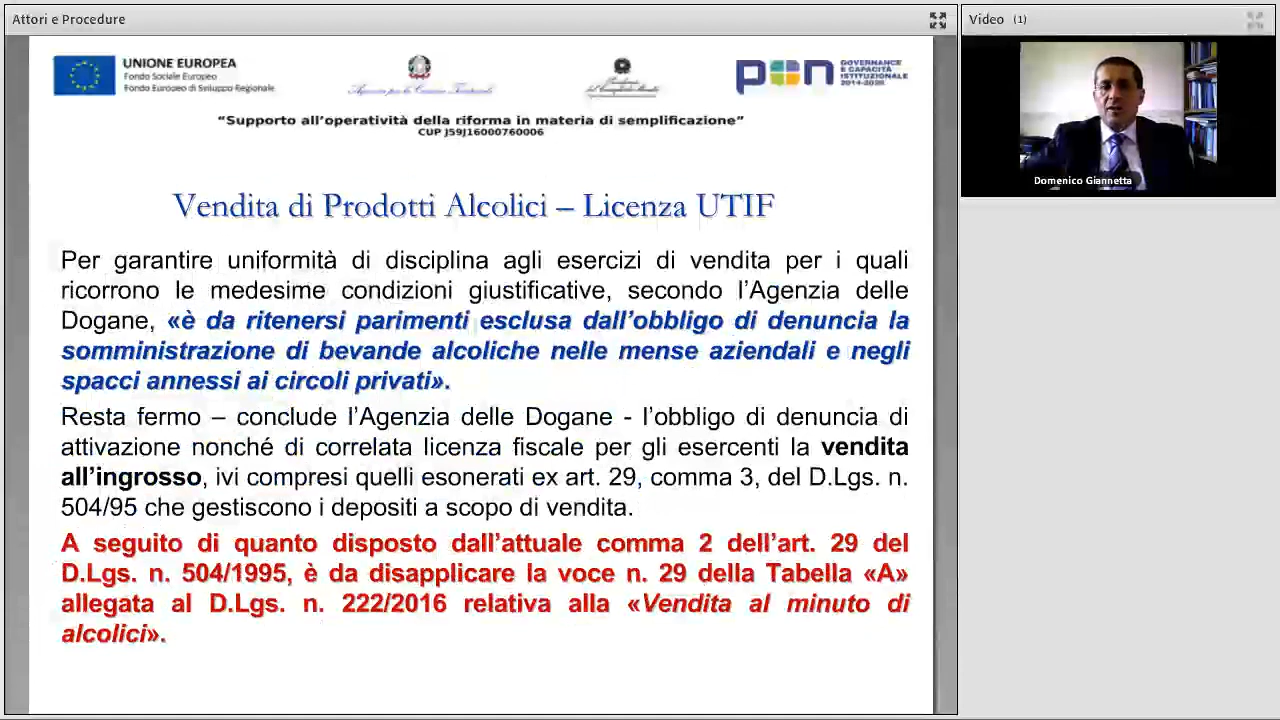 Attori e Procedure
Video (1)
UNIONE EUROPEA
Fondo Sociale Europeo
Fondo Europeo di Sviluppo Regionale
Agenzia per la Coesione Territoriale
pon
GOVERNANCE
E CAPACITÀ
ISTITUZIONALE
2014-2020
“Supporto all’operatività della riforma in materia di semplificazione”
CUP J59J16000760006
Domenico Giannetta
Vendita di Prodotti Alcolici – Licenza UTIF
Per garantire uniformità di disciplina agli esercizi di vendita per i quali
ricorrono le medesime condizioni giustificative, secondo l’Agenzia delle
Dogane, «è da ritenersi parimenti esclusa dall’obbligo di denuncia la
somministrazione di bevande alcoliche nelle mense aziendali e negli
spacci annessi ai circoli privati».
Resta fermo – conclude l’Agenzia delle Dogane - l’obbligo di denuncia di
attivazione nonché di correlata licenza fiscale per gli esercenti la vendita
all’ingrosso, ivi compresi quelli esonerati ex art. 29, comma 3, del D.Lgs. n.
504/95 che gestiscono i depositi a scopo di vendita.
A seguito di quanto disposto dall’attuale comma 2 dell’art. 29 del
D.Lgs. n. 504/1995, è da disapplicare la voce n. 29 della Tabella «A»
allegata al D.Lgs. n. 222/2016 relativa alla «Vendita al minuto di
alcolici».